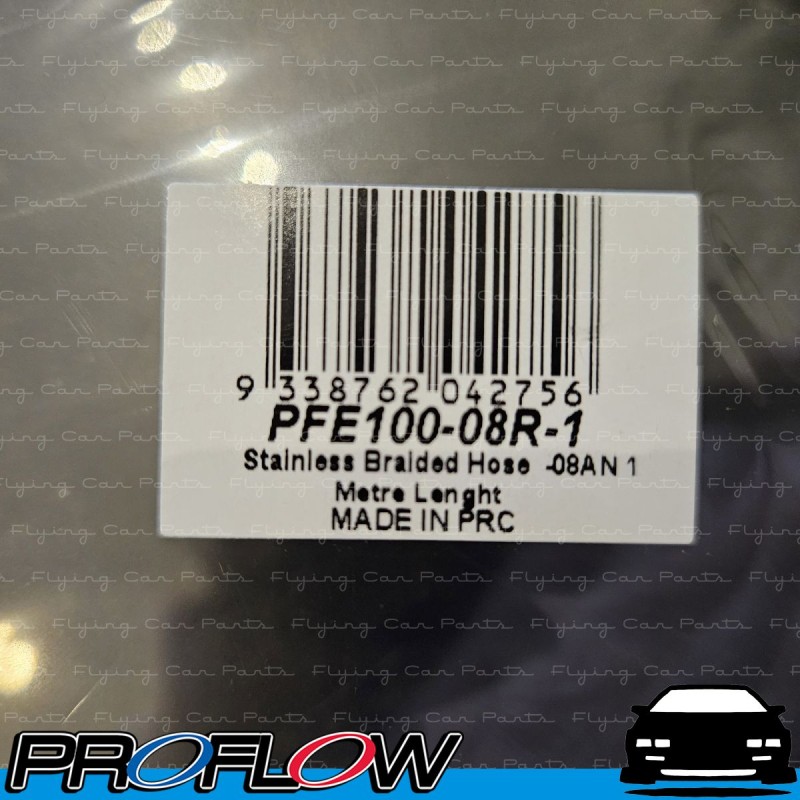 9 338762 042756
PFE100-08R-1
Stainless Braided Hose -08AN 1
Metre Lenght
MADE IN PRC
PROFLOW
Flying Car Parts